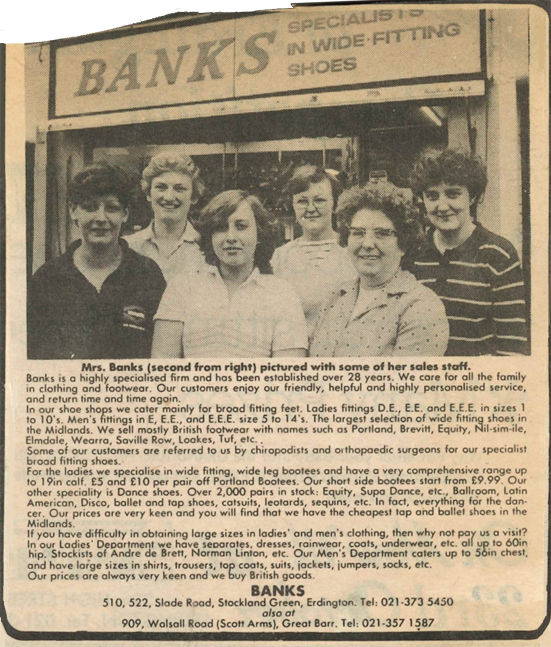 BANKS
SPECIALISTS
IN WIDE-FITTING
SHOES
Mrs. Banks (second from right) pictured with some of her sales staff.
Banks is a highly specialised firm and has been established over 28 years. We care for all the family
in clothing and footwear. Our customers enjoy our friendly, helpful and highly personalised service,
and return time and time again.
In our shoe shops we cater mainly for broad fitting feet. Ladies fittings D.E., E.E. and E.E.E. in sizes 1
to 10's. Men's fittings in E, E.E., and E.E.E. size 5 to 14's. The largest selection of wide fitting shoes in
the Midlands. We sell mostly British footwear with names such as Portland, Brevitt, Equity, Nil-sim-ile,
Elmdale, Wearra, Saville Row, Loakes, Tuf, etc.
Some of our customers are referred to us by chiropodists and orthopaedic surgeons for our specialist
broad fitting shoes.
For the ladies we specialise in wide fitting, wide leg bootees and have a very comprehensive range up
to 19in calf. £5 and £10 per pair off Portland Bootees. Our short side bootees start from £9.99. Our
other speciality is Dance shoes. Over 2,000 pairs in stock: Equity, Supa Dance, etc., Ballroom, Latin
American, Disco, ballet and tap shoes, catsuits, leotards, sequins, etc. In fact, everything for the dan-
cer. Our prices are very keen and you will find that we have the cheapest tap and ballet shoes in the
Midlands.
If you have difficulty in obtaining large sizes in ladies' and men's clothing, then why not pay us a visit?
In our Ladies' Department we have separates, dresses, rainwear, coats, underwear, etc. all up to 60in
hip. Stockists of Andre de Brett, Norman Linton, etc. Our Men's Department caters up to 56in chest,
and have large sizes in shirts, trousers, top coats, suits, jackets, jumpers, socks, etc.
Our prices are always very keen and we buy British goods.
BANKS
510, 522, Slade Road, Stockland Green, Erdington. Tel: 021-373 5450
also at
909, Walsall Road (Scott Arms), Great Barr. Tel: 021-357 1587